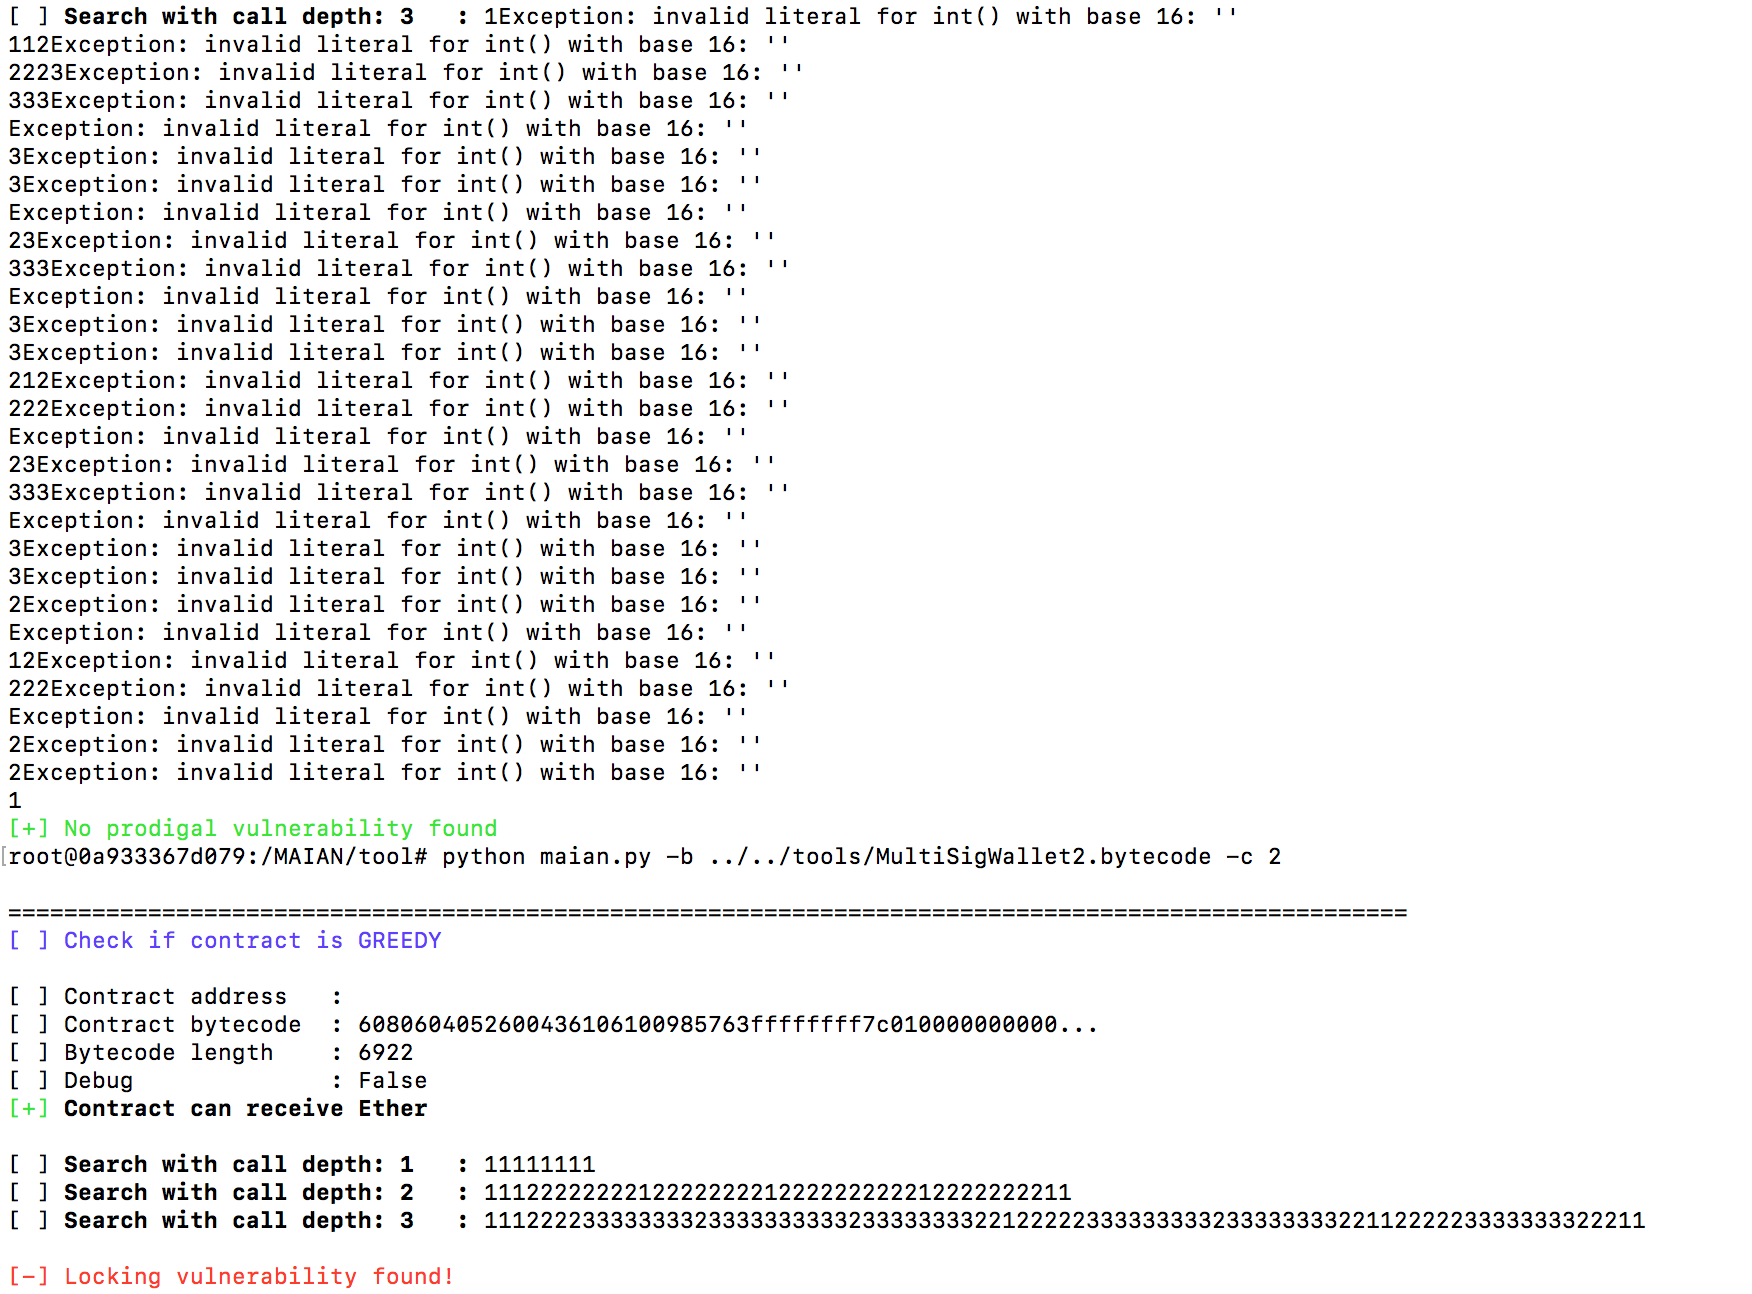 [ ] Search with call depth: 3   : 1Exception: invalid literal for int() with base 16: ''
112Exception: invalid literal for int() with base 16: ''
2223Exception: invalid literal for int() with base 16: ''
333Exception: invalid literal for int() with base 16: ''
Exception: invalid literal for int() with base 16: ''
3Exception: invalid literal for int() with base 16: ''
3Exception: invalid literal for int() with base 16: ''
Exception: invalid literal for int() with base 16: ''
23Exception: invalid literal for int() with base 16: ''
333Exception: invalid literal for int() with base 16: ''
Exception: invalid literal for int() with base 16: ''
3Exception: invalid literal for int() with base 16: ''
3Exception: invalid literal for int() with base 16: ''
212Exception: invalid literal for int() with base 16: ''
222Exception: invalid literal for int() with base 16: ''
Exception: invalid literal for int() with base 16: ''
23Exception: invalid literal for int() with base 16: ''
333Exception: invalid literal for int() with base 16: ''
Exception: invalid literal for int() with base 16: ''
3Exception: invalid literal for int() with base 16: ''
3Exception: invalid literal for int() with base 16: ''
2Exception: invalid literal for int() with base 16: ''
Exception: invalid literal for int() with base 16: ''
12Exception: invalid literal for int() with base 16: ''
222Exception: invalid literal for int() with base 16: ''
Exception: invalid literal for int() with base 16: ''
2Exception: invalid literal for int() with base 16: ''
2Exception: invalid literal for int() with base 16: ''
1
[+] No prodigal vulnerability found
[root@0a933367d079:/MAIAN/tool# python maian.py -b ../../tools/MultiSigWallet2.bytecode -c 2
====================================================================================================
[ ] Check if contract is GREEDY
[ ] Contract address   :
[ ] Contract bytecode  : 6080604052600436106100985763ffffffff7c010000000000...
[ ] Bytecode length    : 6922
[ ] Debug              : False
[+] Contract can receive Ether
[ ] Search with call depth: 1   : 11111111
[ ] Search with call depth: 2   : 111222222221222222221222222222212222222211
[ ] Search with call depth: 3   : 11122223333333323333333333233333333322122222333333333233333333322112222233333333322211
[-] Locking vulnerability found!